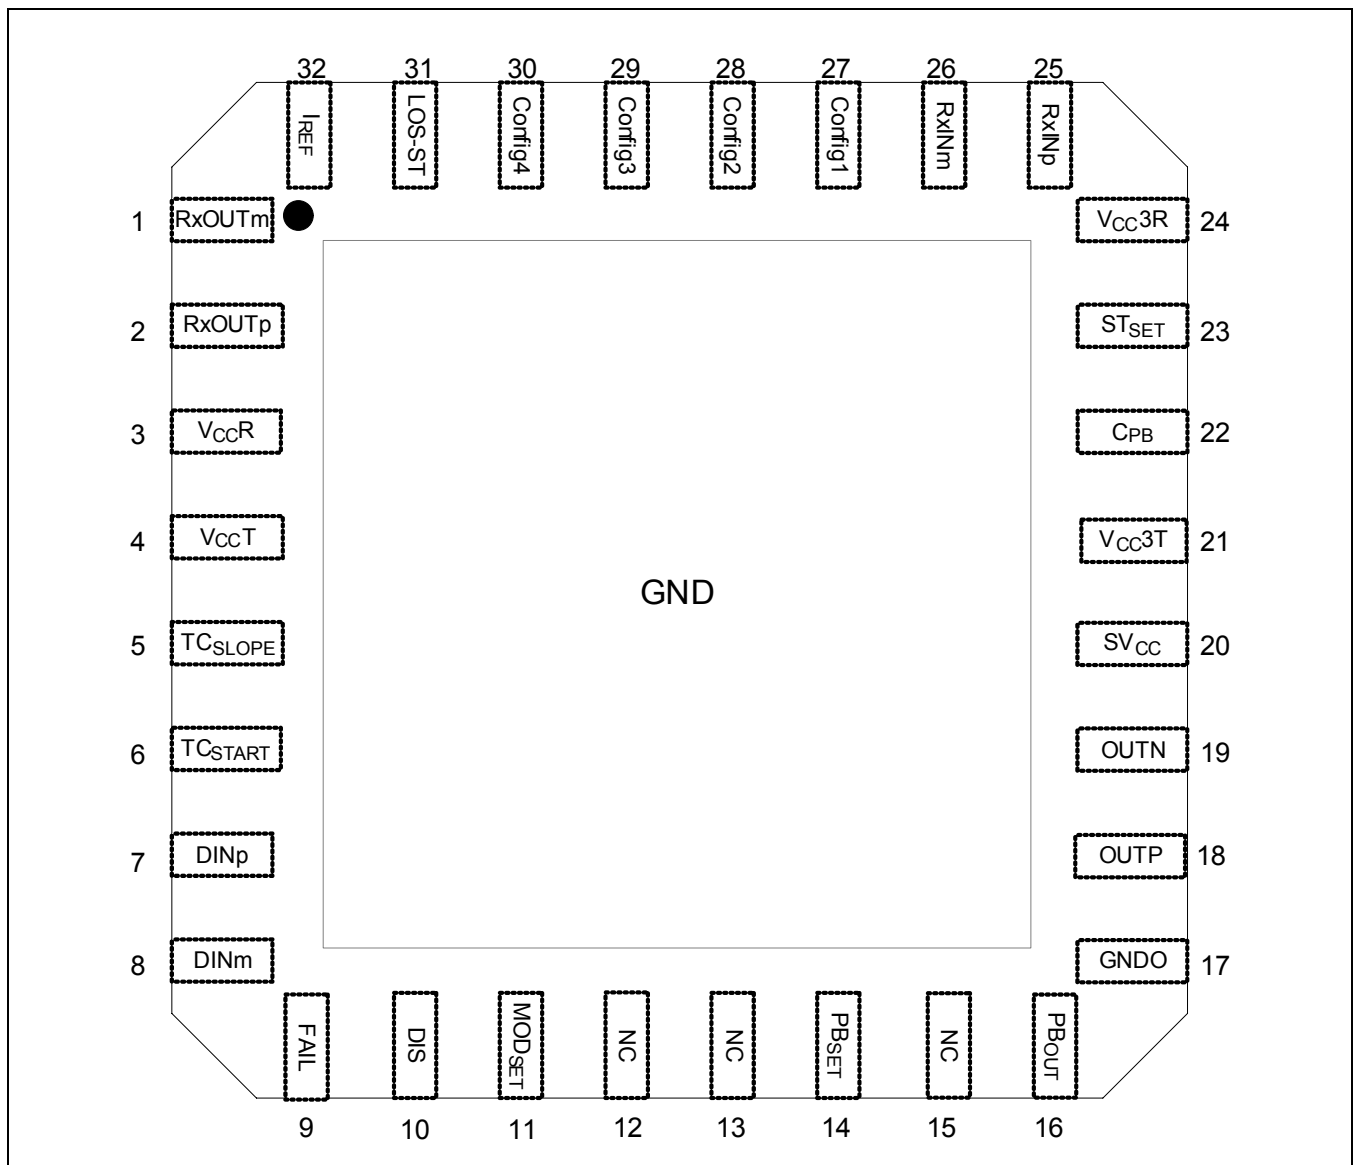 32 31 30 29 28 27 26 25
IREF LOS-ST Config4 Config3 Config2 Config1 RxINm RxINp
1 RxOUTm VCC3R 24
2 RxOUTp STSET 23
3 VCCR CPB 22
4 VCCT VCC3T 21
GND
5 TCSLOPE SVCC 20
6 TCSTART OUTN 19
7 DINp OUTP 18
8 DINm GNDO 17
FAIL DIS MODSET NC NC PBSET NC PBOUT
9 10 11 12 13 14 15 16